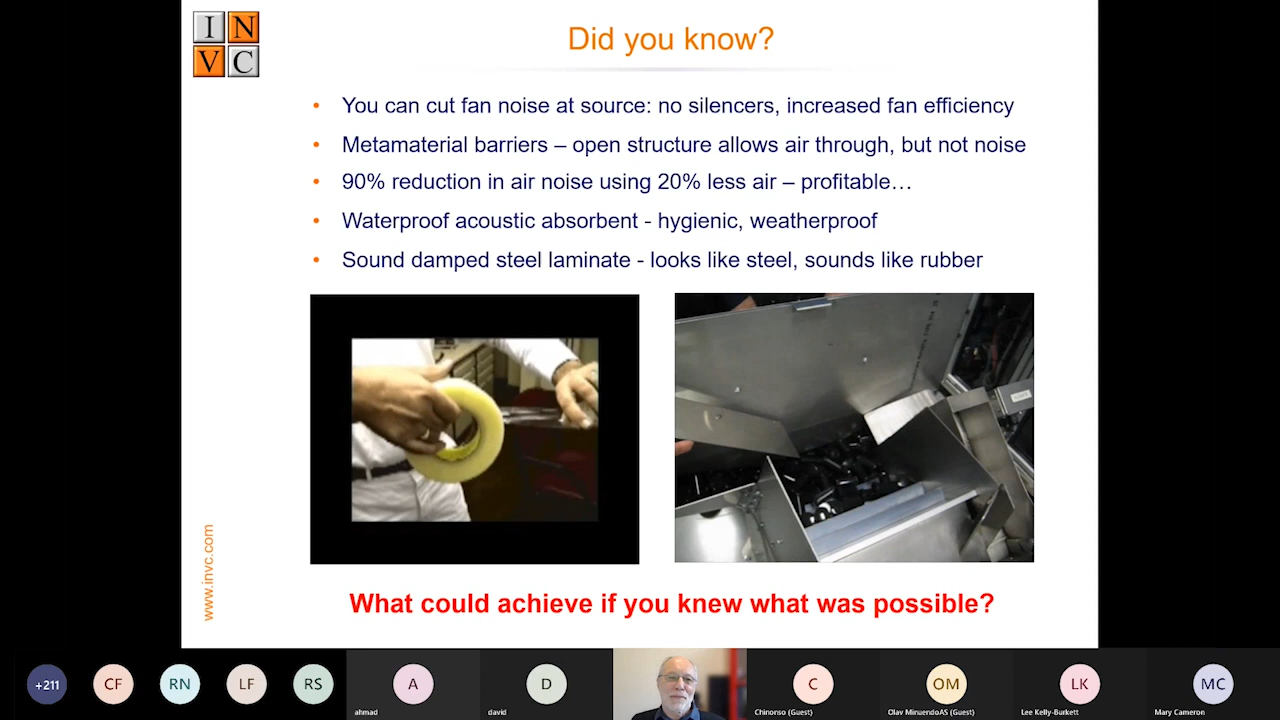 I N
V C
Did you know?
• You can cut fan noise at source: no silencers, increased fan efficiency
• Metamaterial barriers – open structure allows air through, but not noise
• 90% reduction in air noise using 20% less air – profitable…
• Waterproof acoustic absorbent - hygienic, weatherproof
• Sound damped steel laminate - looks like steel, sounds like rubber
www.invc.com
What could achieve if you knew what was possible?
+211
CF
RN
LF
RS
A
ahmad
D
david
C
Chinonso (Guest)
OM
Olav MinuendoAS (Guest)
LK
Lee Kelly-Burkett
MC
Mary Cameron